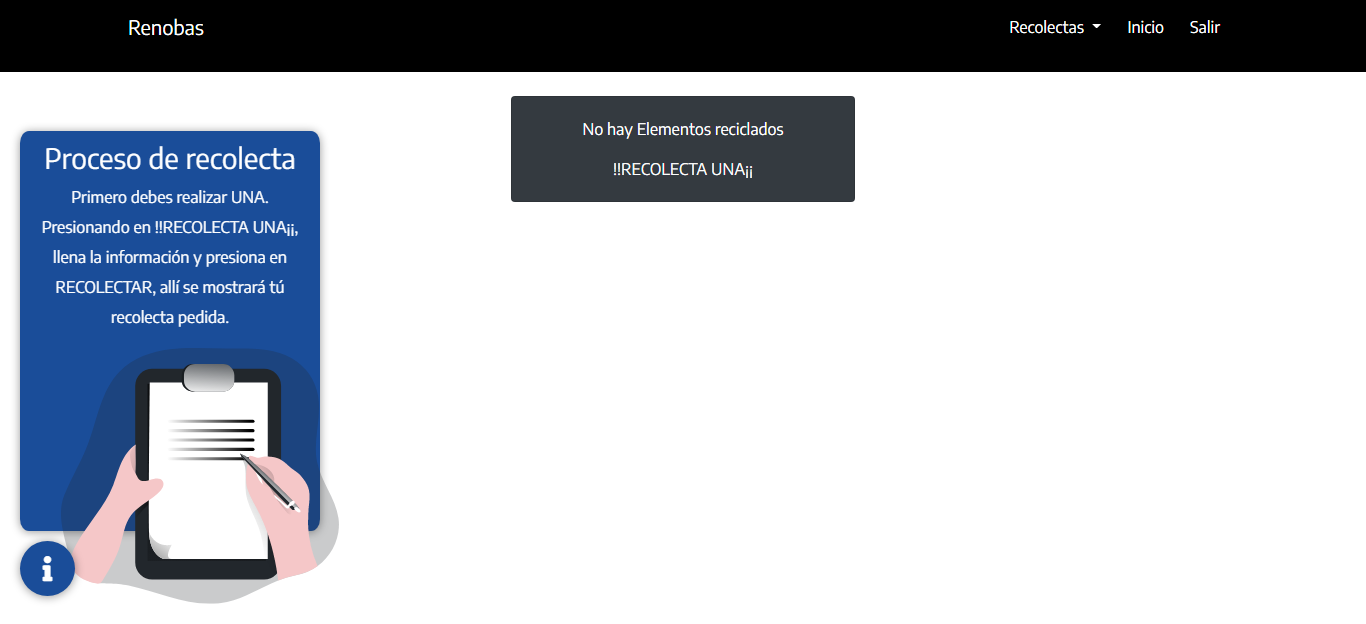 Renobas
Recolectas
Inicio
Salir
No hay Elementos reciclados
!!RECOLECTA UNA¡¡
Proceso de recolecta
Primero debes realizar UNA.
Presionando en !!RECOLECTA UNA¡¡,
llena la información y presiona en
RECOLECTAR, allí se mostrará tú
recolecta pedida.